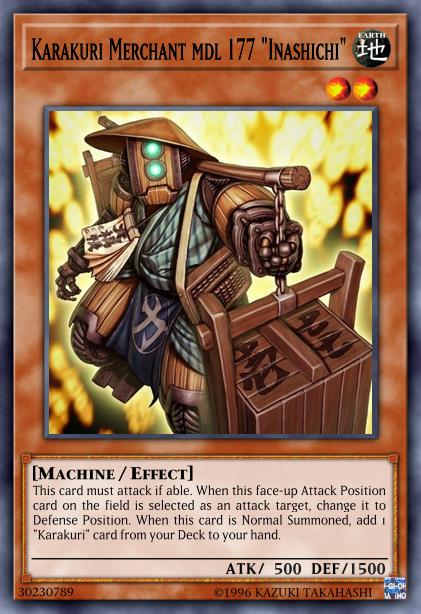 KARAKURI MERCHANT MDL 177 "INASHICHI"
EARTH
地
[MACHINE / EFFECT]
This card must attack if able. When this face-up Attack Position
card on the field is selected as an attack target, change it to
Defense Position. When this card is Normal Summoned, add 1
"Karakuri" card from your Deck to your hand.
ATK/ 500 DEF/1500
30230789
©1996 KAZUKI TAKAHASHI